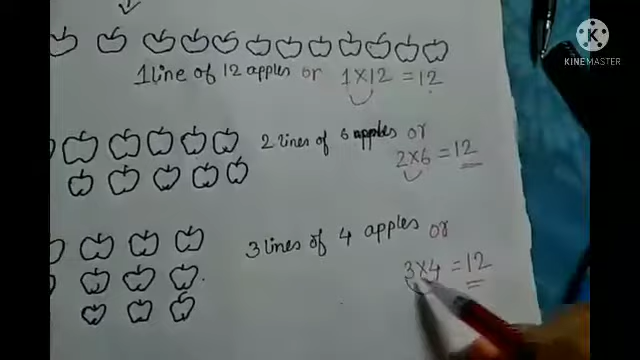 KINEMASTER
1 line of 12 apples or 1×12 = 12
2 lines of 6 apples or
2×6 = 12
3 lines of 4 apples or
3×4 = 12